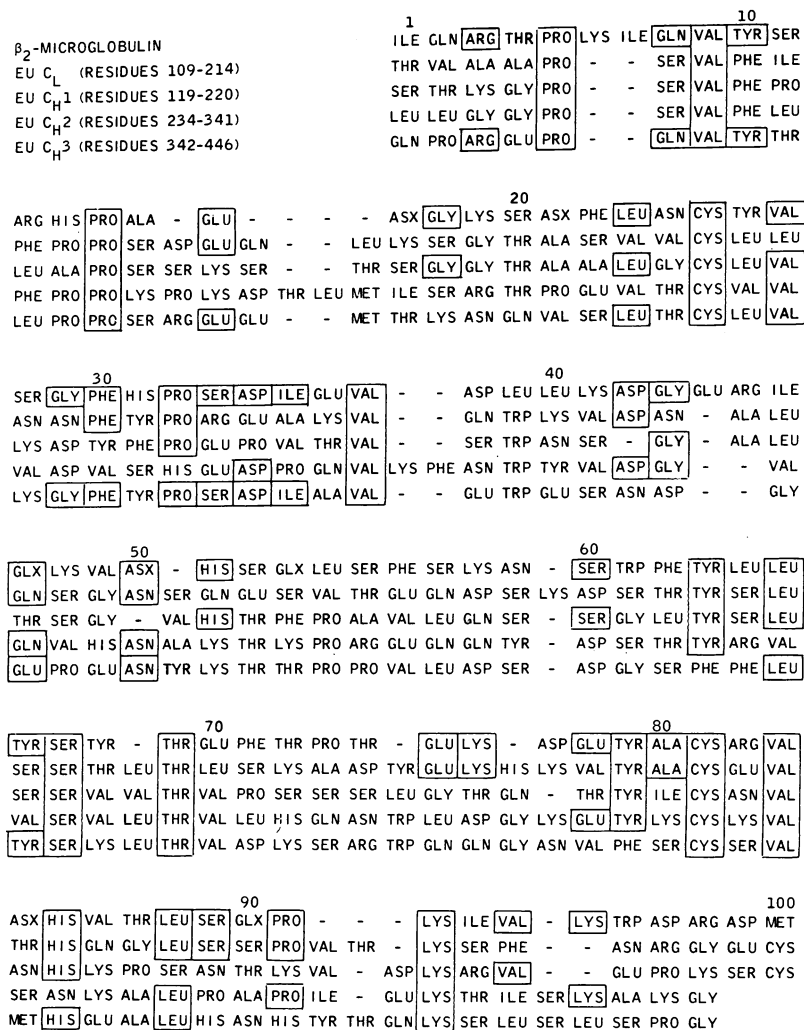 1 10
β2-MICROGLOBULIN ILE GLN ARG THR PRO LYS ILE GLN VAL TYR SER
EU CL (RESIDUES 109-214) THR VAL ALA ALA PRO - - SER VAL PHE ILE
EU CH1 (RESIDUES 119-220) SER THR LYS GLY PRO - - SER VAL PHE PRO
EU CH2 (RESIDUES 234-341) LEU LEU GLY GLY PRO - - SER VAL PHE LEU
EU CH3 (RESIDUES 342-446) GLN PRO ARG GLU PRO - - GLN VAL TYR THR
20
ARG HIS PRO ALA - GLU - - - - ASX GLY LYS SER ASX PHE LEU ASN CYS TYR VAL
PHE PRO PRO SER ASP GLU GLN - - LEU LYS SER GLY THR ALA SER VAL VAL CYS LEU LEU
LEU ALA PRO SER SER LYS SER - - THR SER GLY GLY THR ALA ALA LEU GLY CYS LEU VAL
PHE PRO PRO LYS PRO LYS ASP THR LEU MET ILE SER ARG THR PRO GLU VAL THR CYS VAL VAL
LEU PRO PRO SER ARG GLU GLU - - MET THR LYS ASN GLN VAL SER LEU THR CYS LEU VAL
30 40
SER GLY PHE HIS PRO SER ASP ILE GLU VAL - - ASP LEU LEU LYS ASP GLY GLU ARG ILE
ASN ASN PHE TYR PRO ARG GLU ALA LYS VAL - - GLN TRP LYS VAL ASP ASN - ALA LEU
LYS ASP TYR PHE PRO GLU PRO VAL THR VAL - - SER TRP ASN SER - GLY - ALA LEU
VAL ASP VAL SER HIS GLU ASP PRO GLN VAL LYS PHE ASN TRP TYR VAL ASP GLY - - VAL
LYS GLY PHE TYR PRO SER ASP ILE ALA VAL - - GLU TRP GLU SER ASN ASP - - GLY
50 60
GLX LYS VAL ASX - HIS SER GLX LEU SER PHE SER LYS ASN - SER TRP PHE TYR LEU LEU
GLN SER GLY ASN SER GLN GLU SER VAL THR GLU GLN ASP SER LYS ASP SER THR TYR SER LEU
THR SER GLY - VAL HIS THR PHE PRO ALA VAL LEU GLN SER - SER GLY LEU TYR SER LEU
GLN VAL HIS ASN ALA LYS THR LYS PRO ARG GLU GLN GLN TYR - ASP SER THR TYR ARG VAL
GLU PRO GLU ASN TYR LYS THR THR PRO PRO VAL LEU ASP SER - ASP GLY SER PHE PHE LEU
70 80
TYR SER TYR - THR GLU PHE THR PRO THR - GLU LYS - ASP GLU TYR ALA CYS ARG VAL
SER SER THR LEU THR LEU SER LYS ALA ASP TYR GLU LYS HIS LYS VAL TYR ALA CYS GLU VAL
SER SER VAL VAL THR VAL PRO SER SER SER LEU GLY THR GLN - THR TYR ILE CYS ASN VAL
VAL SER VAL LEU THR VAL LEU HIS GLN ASN TRP LEU ASP GLY LYS GLU TYR LYS CYS LYS VAL
TYR SER LYS LEU THR VAL ASP LYS SER ARG TRP GLN GLN GLY ASN VAL PHE SER CYS SER VAL
90 100
ASX HIS VAL THR LEU SER GLX PRO - - - LYS ILE VAL - LYS TRP ASP ARG ASP MET
THR HIS GLN GLY LEU SER SER PRO VAL THR - LYS SER PHE - - ASN ARG GLY GLU CYS
ASN HIS LYS PRO SER ASN THR LYS VAL - ASP LYS ARG VAL - - GLU PRO LYS SER CYS
SER ASN LYS ALA LEU PRO ALA PRO ILE - GLU LYS THR ILE SER LYS ALA LYS GLY
MET HIS GLU ALA LEU HIS ASN HIS TYR THR GLN LYS SER LEU SER LEU SER PRO GLY